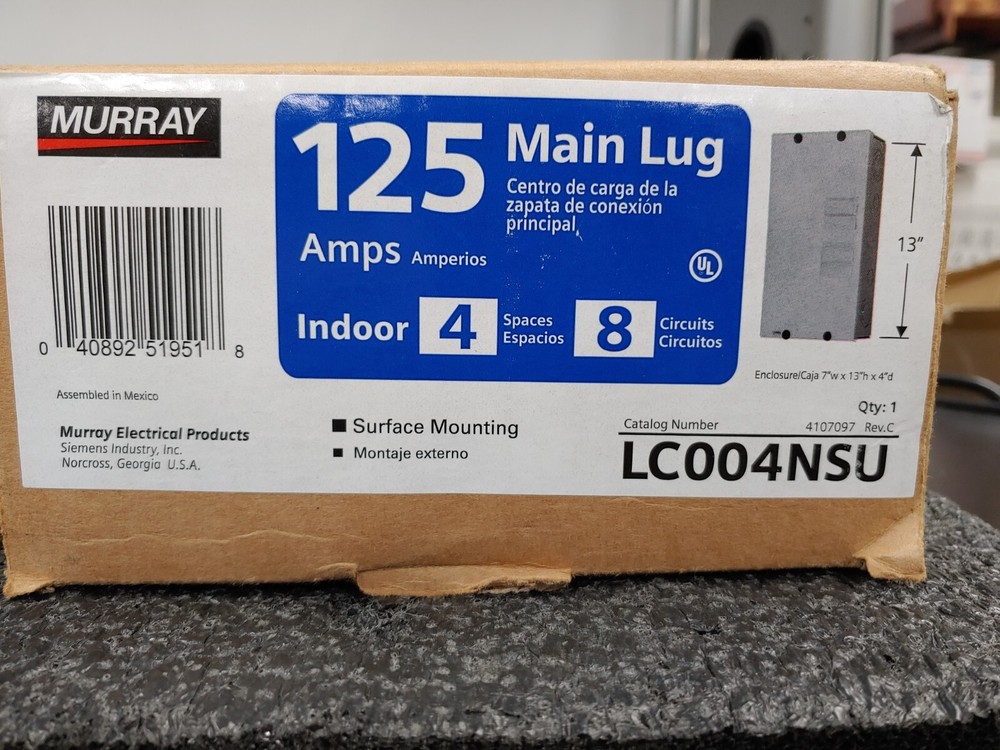 MURRAY
125
Amps Amperios
Main Lug
Centro de carga de la
zapata de conexión
principal,
UL
Indoor 4 Spaces
Espacios
8 Circuits
Circuitos
13"
Enclosure/Caja 7"w x 13"h x 4"d
0 40892 51951 8
Assembled in Mexico
Murray Electrical Products
Siemens Industry, Inc.
Norcross, Georgia U.S.A.
■ Surface Mounting
■ Montaje externo
Qty: 1
Catalog Number 4107097 Rev.C
LC004NSU